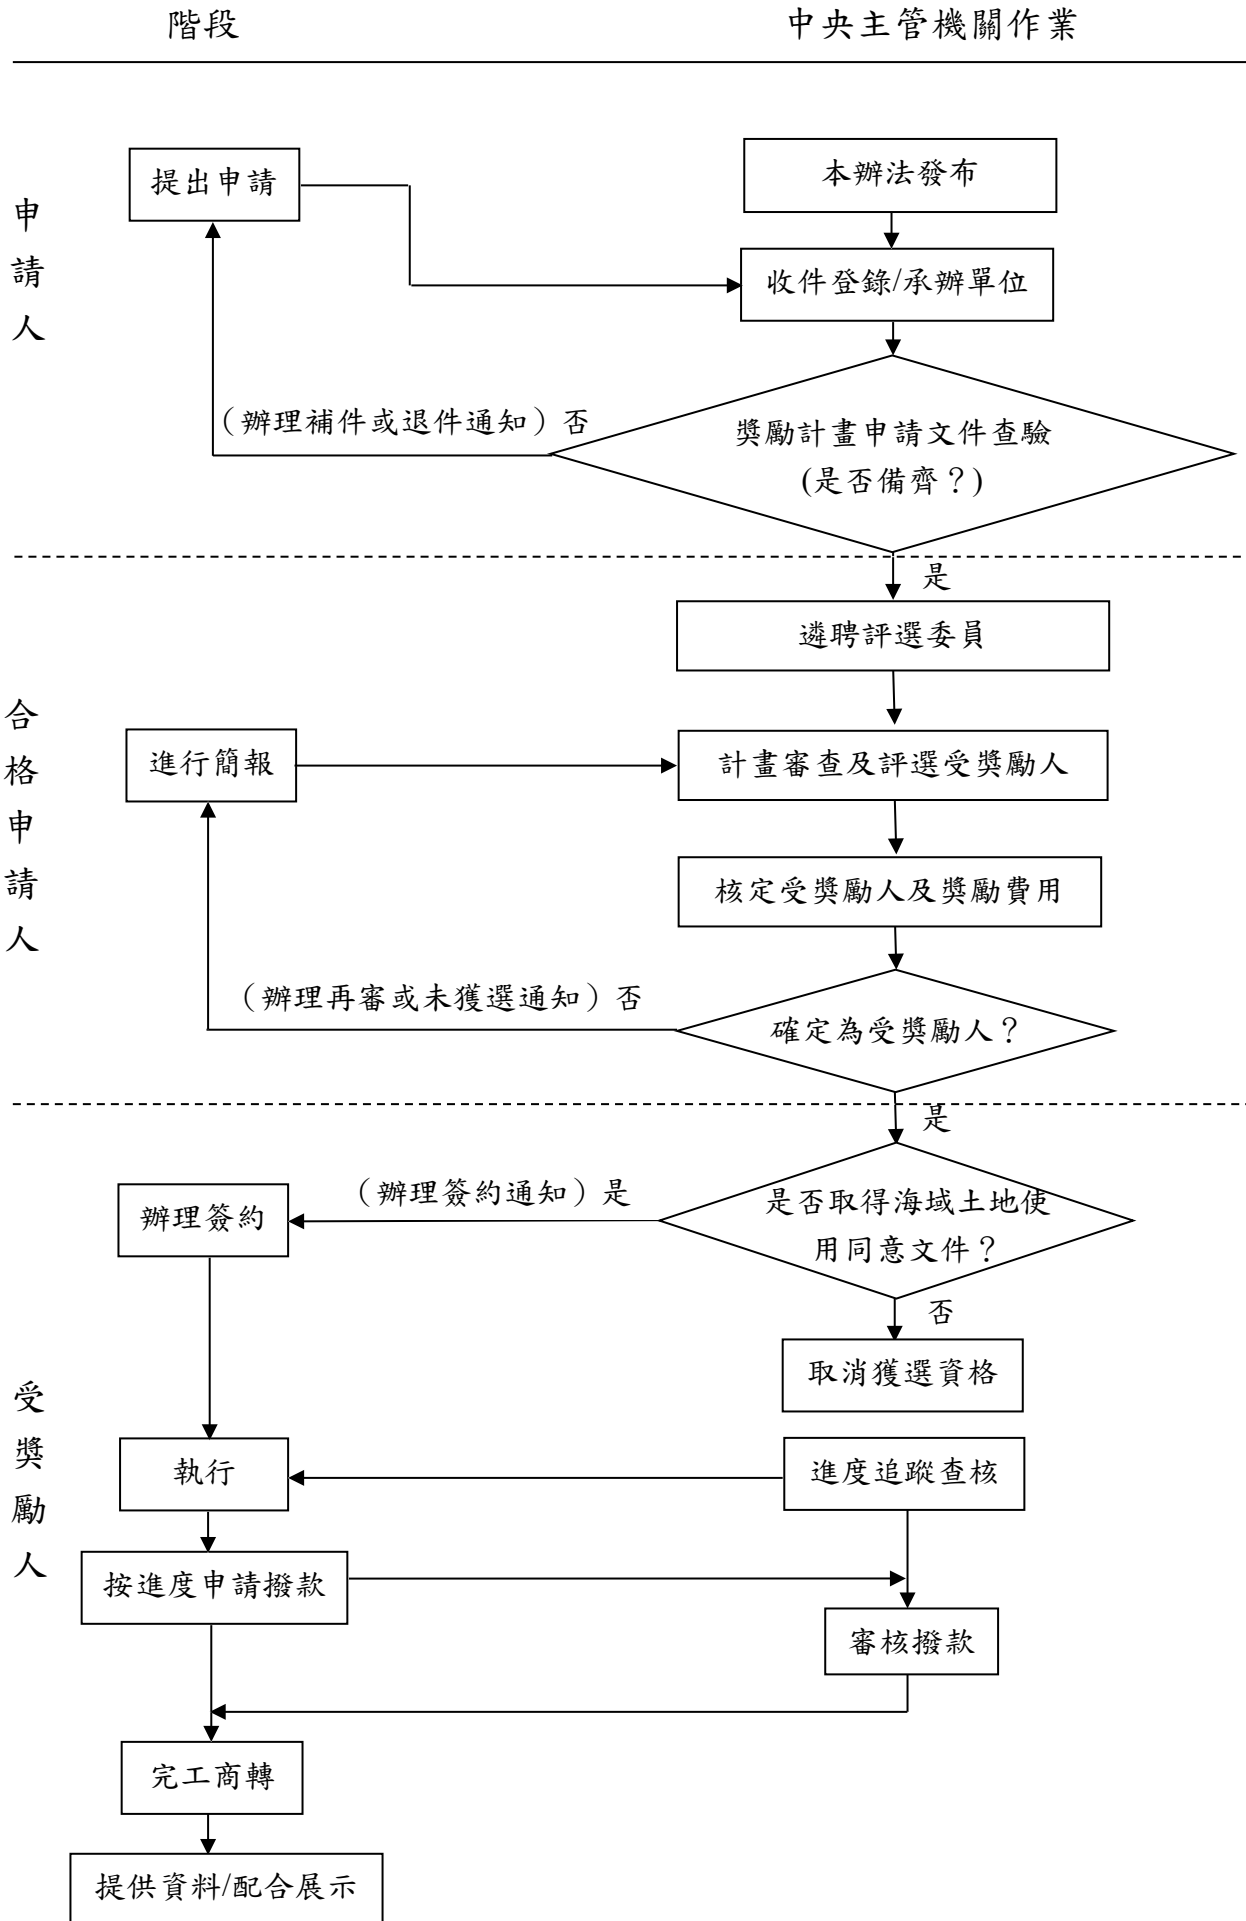 階段
中央主管機關作業
申請人
提出申請
本辦法發布
收件登錄/承辦單位
（辦理補件或退件通知）否
獎勵計畫申請文件查驗
(是否備齊？)
是
遴聘評選委員
合格申請人
進行簡報
計畫審查及評選受獎勵人
核定受獎勵人及獎勵費用
（辦理再審或未獲選通知）否
確定為受獎勵人？
是
辦理簽約
（辦理簽約通知）是
是否取得海域土地使
用同意文件？
否
取消獲選資格
受獎勵人
執行
進度追蹤查核
按進度申請撥款
審核撥款
完工商轉
提供資料/配合展示